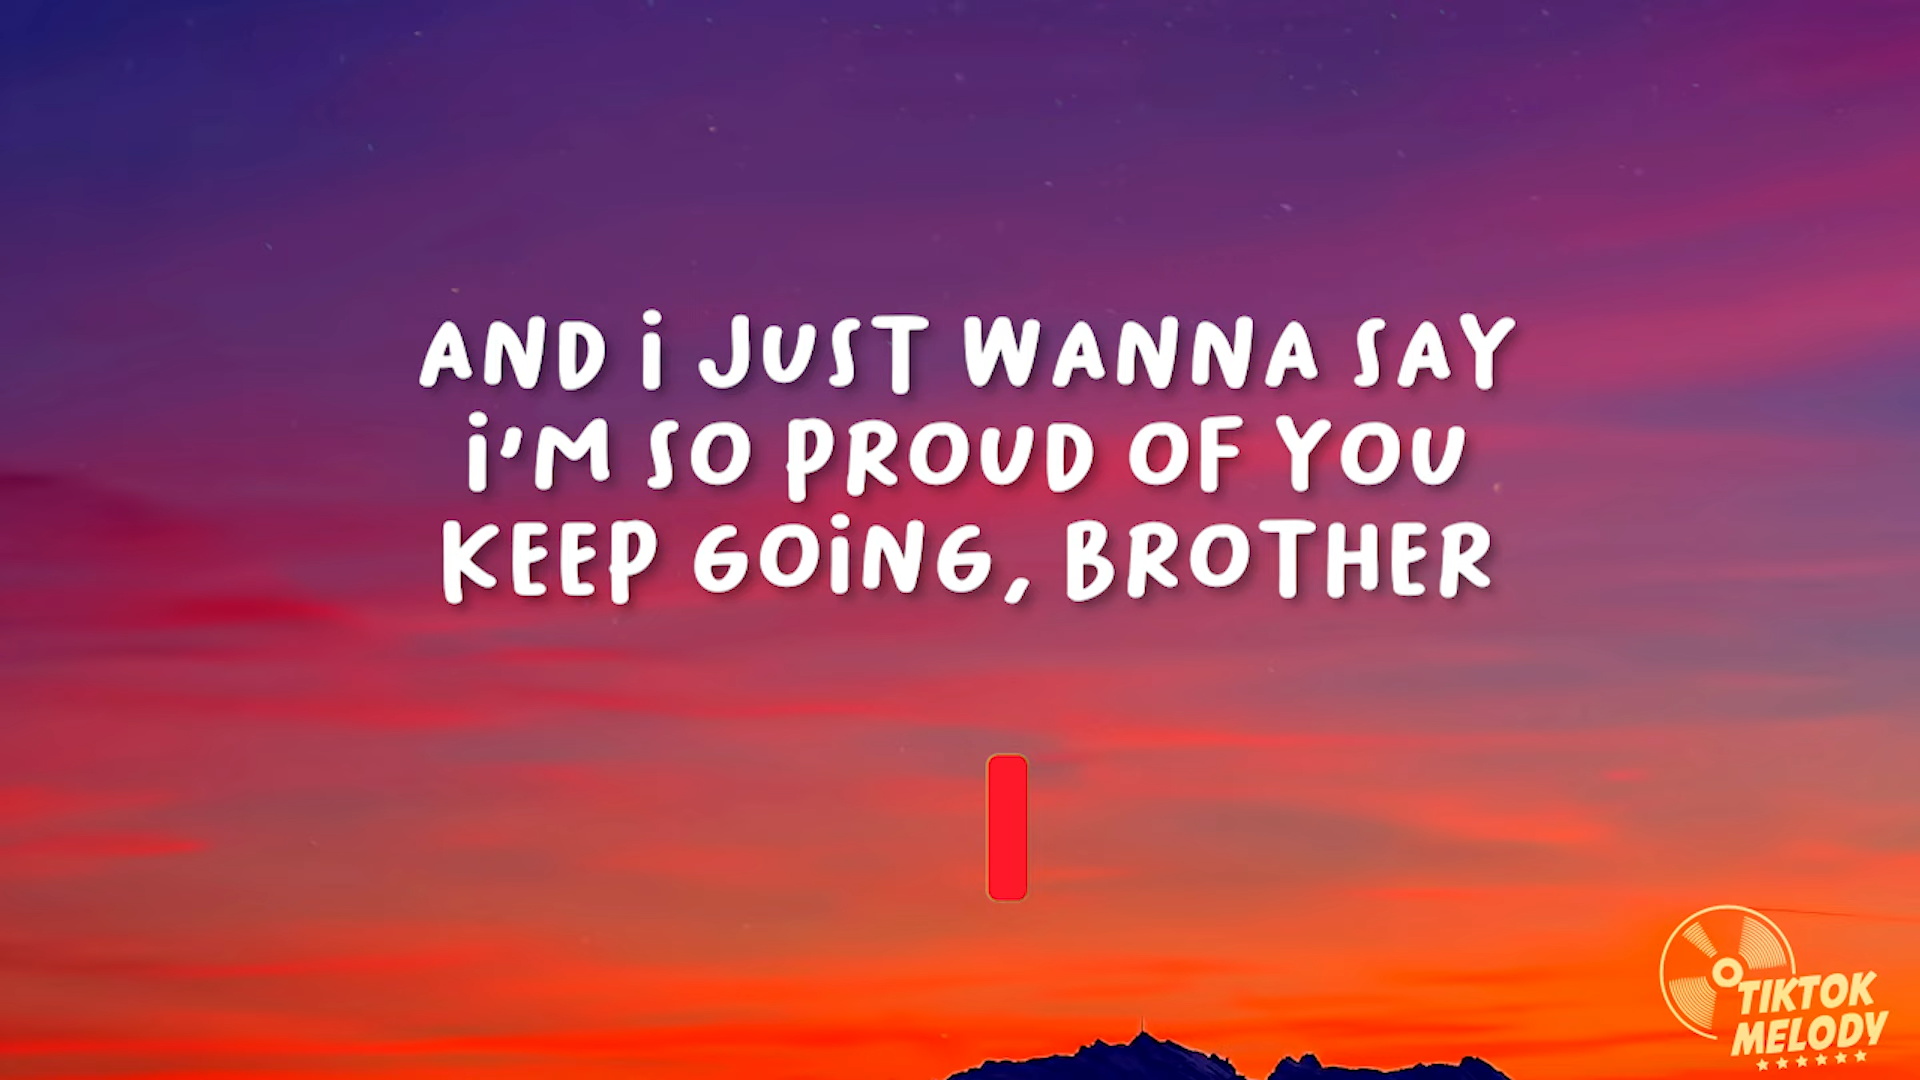 AND i JUST WANNA SAY
i'M SO PROUD OF YOU
KEEP GOiNG, BROTHER
TIKTOK
MELODY